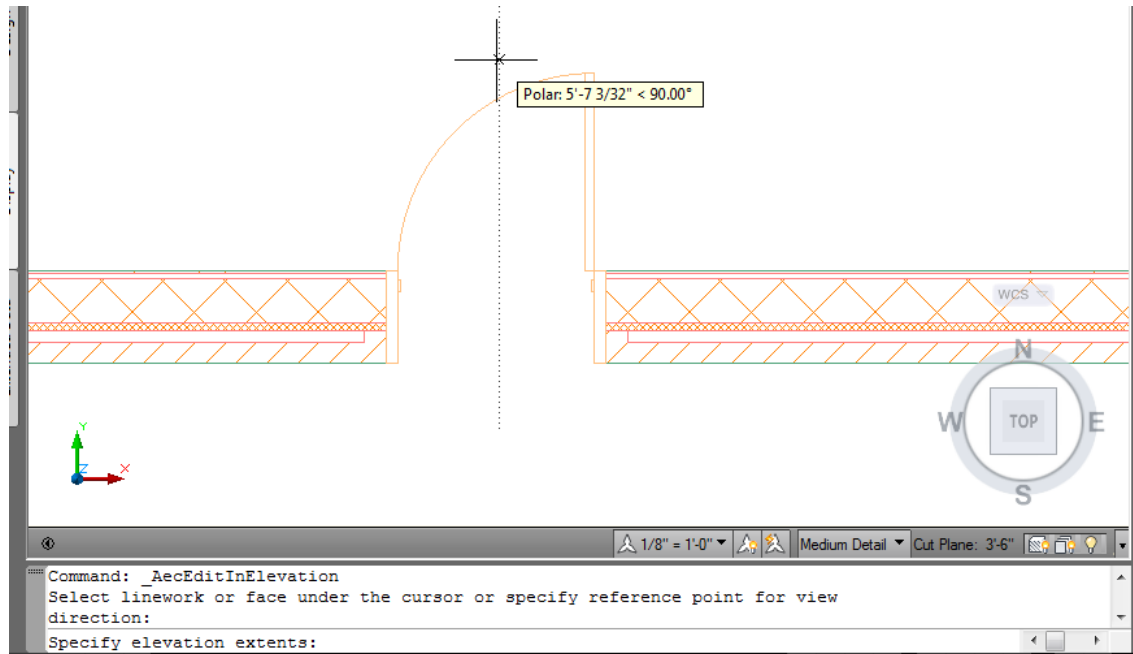 Polar: 5'-7 3/32" < 90.00°
WCS
N
W TOP E
S
Y
Z X
1/8" = 1'-0" Medium Detail Cut Plane: 3'-6"
Command: _AecEditInElevation
Select linework or face under the cursor or specify reference point for view
direction:
Specify elevation extents: